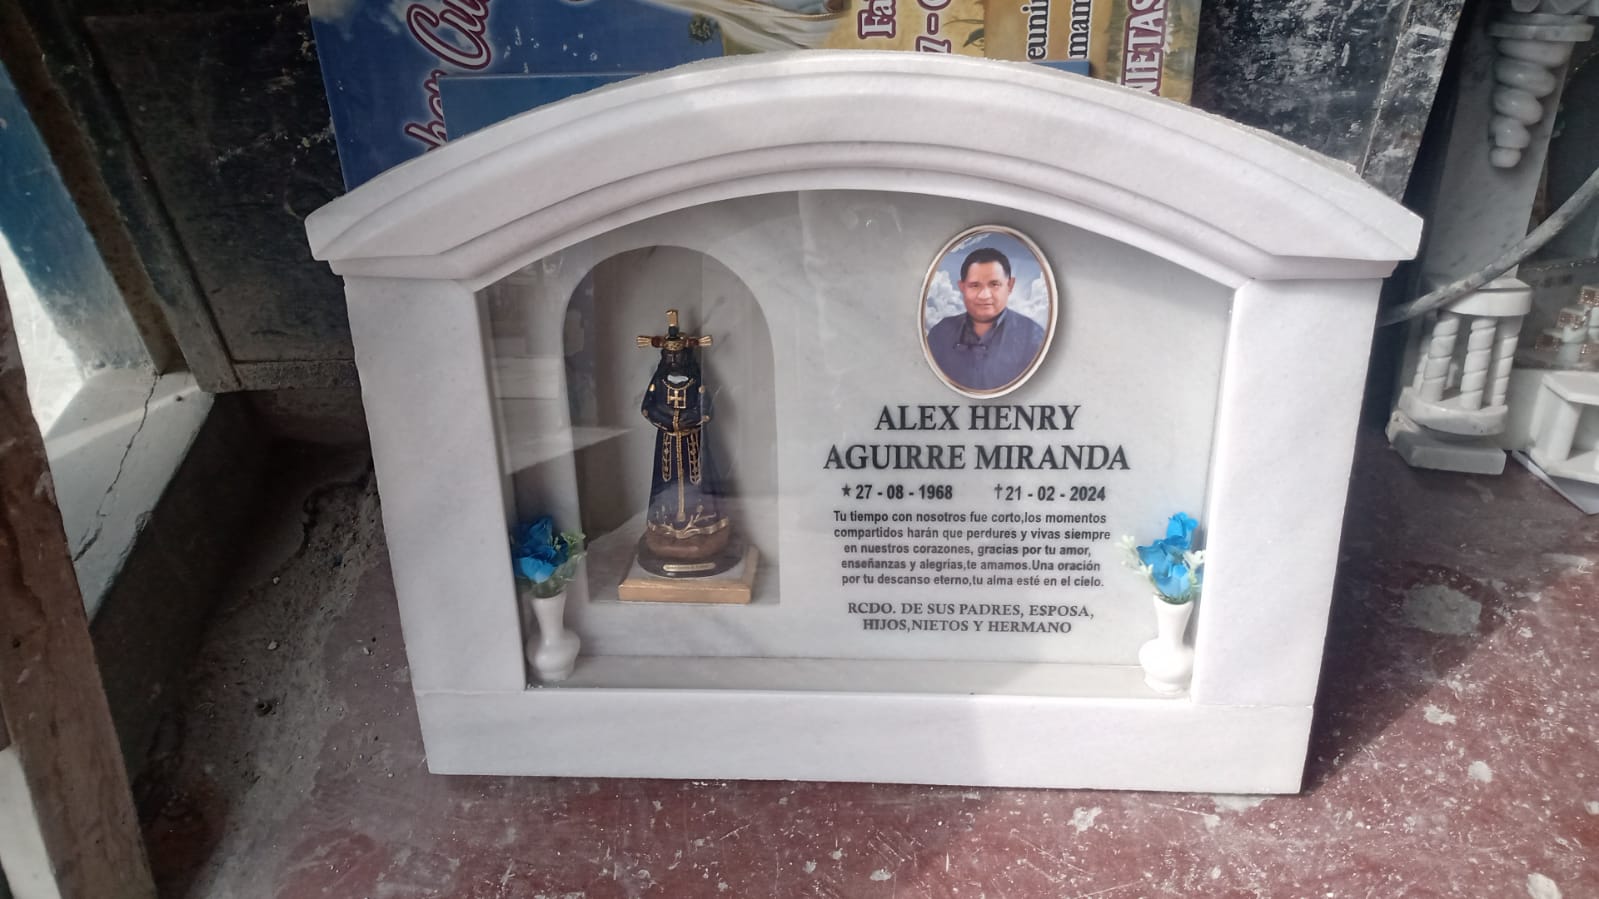 ALEX HENRY
AGUIRRE MIRANDA
★ 27 - 08 - 1968 † 21 - 02 - 2024
Tu tiempo con nosotros fue corto,los momentos
compartidos harán que perdures y vivas siempre
en nuestros corazones, gracias por tu amor,
enseñanzas y alegrías,te amamos.Una oración
por tu descanso eterno,tu alma esté en el cielo.
RCDO. DE SUS PADRES, ESPOSA,
HIJOS,NIETOS Y HERMANO
NIETAS